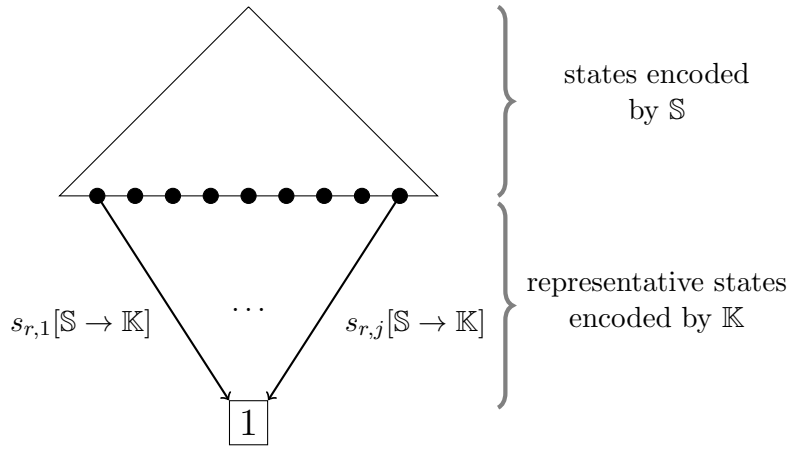 states encoded
by 𝕊
representative states
encoded by 𝕂
s_{r,1}[𝕊 → 𝕂]
...
s_{r,j}[𝕊 → 𝕂]
1